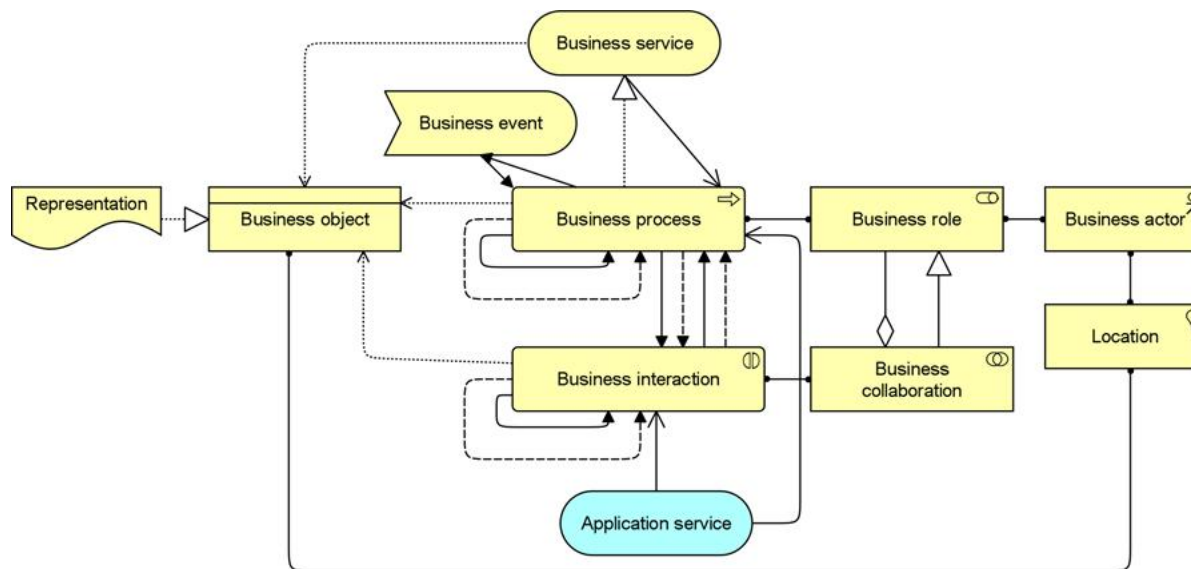 Business service
Business event
Representation
Business object
Business process
Business role
Business actor
Location
Business interaction
Business
collaboration
Application service